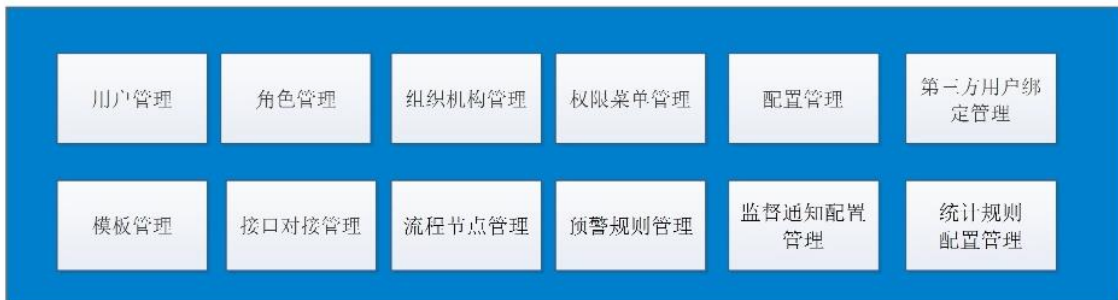 用户管理
角色管理
组织机构管理
权限菜单管理
配置管理
第三方用户绑
定管理
模板管理
接口对接管理
流程节点管理
预警规则管理
监督通知配置
管理
统计规则
配置管理